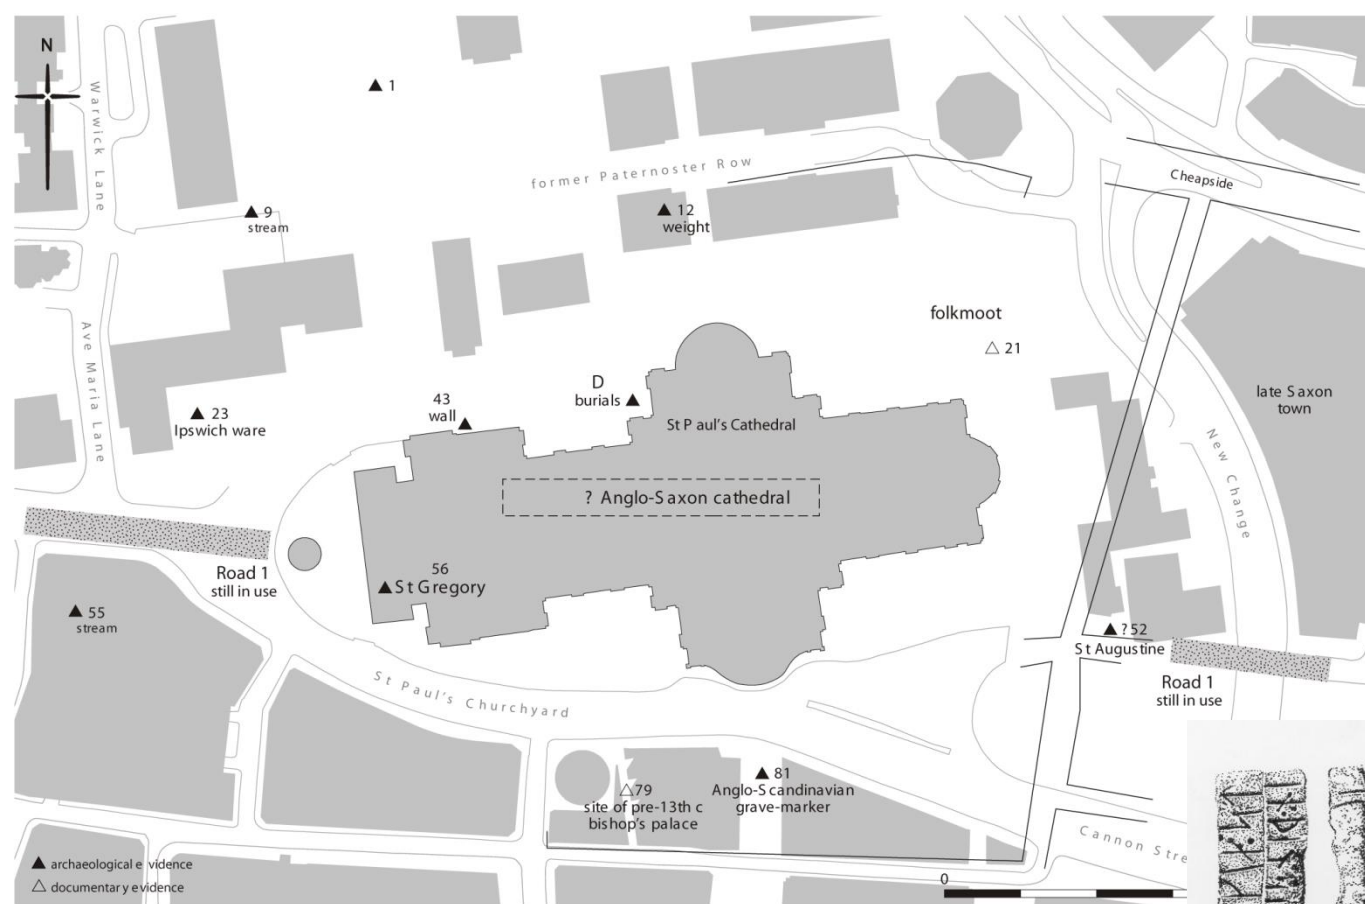 N
1
Warwick Lane
former Paternoster Row
Cheapside
9
stream
12
weight
folkmoot
21
Ave Maria Lane
D
burials
late Saxon
town
43
wall
23
Ipswich ware
St Paul's Cathedral
New Change
? Anglo-Saxon cathedral
Road 1
still in use
56
St Gregory
55
stream
? 52
St Augustine
Road 1
still in use
St Paul's Churchyard
81
Anglo-Scandinavian
grave-marker
79
site of pre-13th c
bishop's palace
Cannon Stre
archaeological evidence
documentary evidence
0